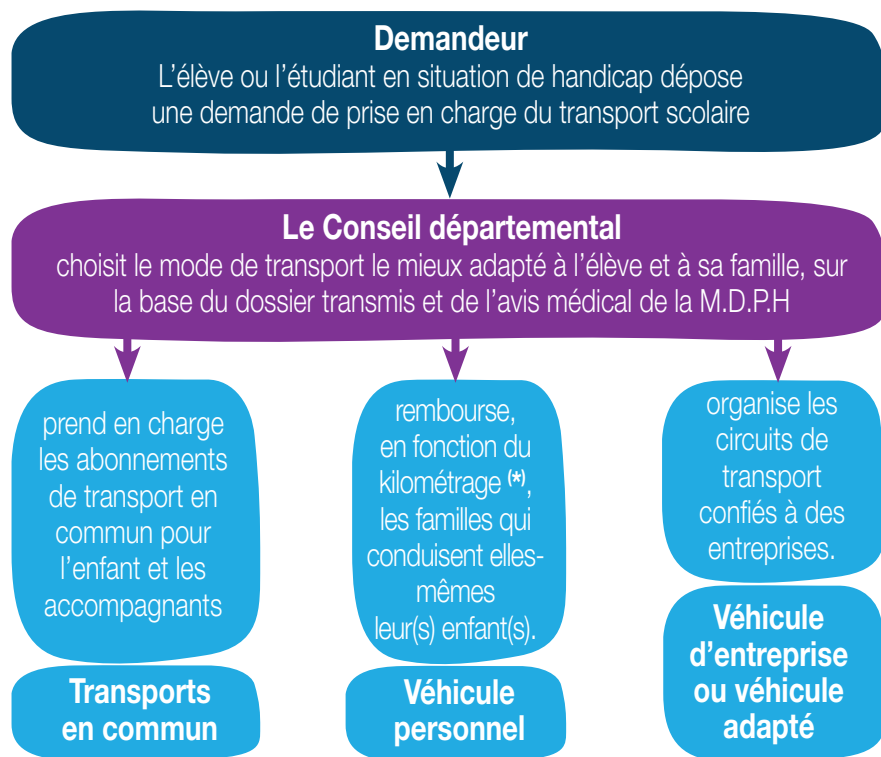 Demandeur
L’élève ou l’étudiant en situation de handicap dépose
une demande de prise en charge du transport scolaire
Le Conseil départemental
choisit le mode de transport le mieux adapté à l’élève et à sa famille, sur
la base du dossier transmis et de l’avis médical de la M.D.P.H
prend en charge
les abonnements
de transport en
commun pour
l’enfant et les
accompagnants
Transports
en commun
rembourse,
en fonction du
kilométrage (*),
les familles qui
conduisent elles-
mêmes
leur(s) enfant(s).
Véhicule
personnel
organise les
circuits de
transport
confiés à des
entreprises.
Véhicule
d’entreprise
ou véhicule
adapté